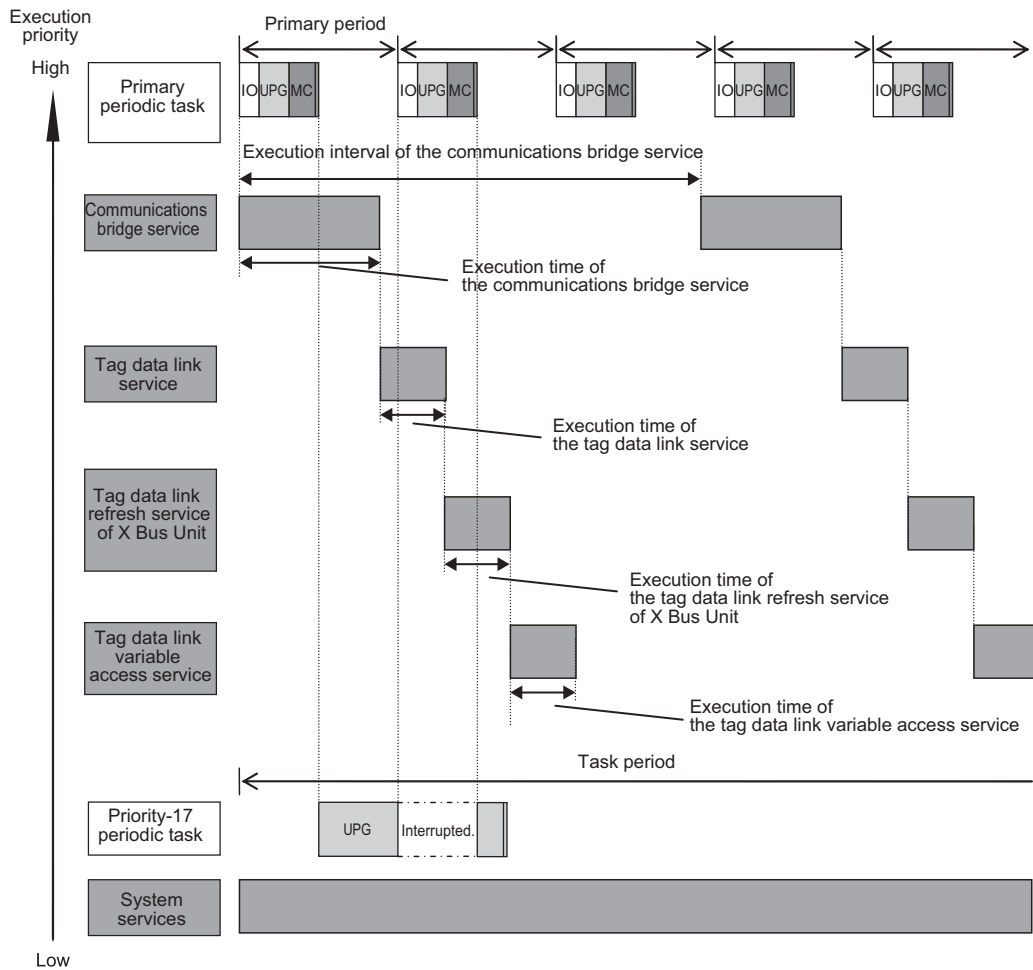 Execution
priority
High
Primary period
Primary
periodic task
IO UPG MC
IO UPG MC
IO UPG MC
IO UPG MC
IO UPG MC
Execution interval of the communications bridge service
Communications
bridge service
Execution time of
the communications bridge service
Tag data link
service
Execution time of
the tag data link service
Tag data link
refresh service
of X Bus Unit
Execution time of
the tag data link refresh service
of X Bus Unit
Tag data link
variable
access service
Execution time of
the tag data link variable access service
Task period
Priority-17
periodic task
UPG
Interrupted.
System
services
Low